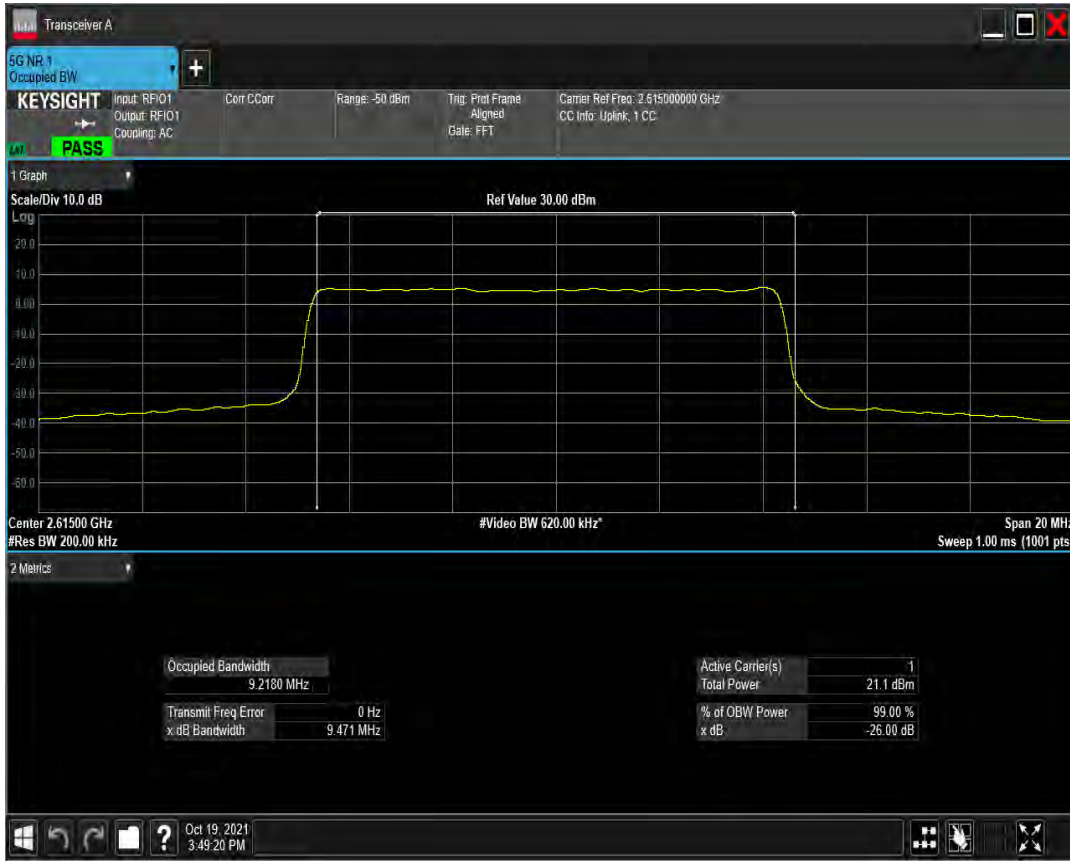 Transceiver A
5G NR 1
Occupied BW
+
KEYSIGHT
PASS
Input: RFIO1
Output: RFIO1
Coupling: AC
Corr CCorr
Range: -50 dBm
Trig: Prot Frame
Aligned
Gate: FFT
Carrier Ref Freq: 2.615000000 GHz
CC Info: Uplink, 1 CC
1 Graph
Scale/Div 10.0 dB
Ref Value 30.00 dBm
Log
20.0
10.0
0.00
-10.0
-20.0
-30.0
-40.0
-50.0
-60.0
Center 2.61500 GHz
#Video BW 620.00 kHz*
Span 20 MHz
#Res BW 200.00 kHz
Sweep 1.00 ms (1001 pts
2 Metrics
Occupied Bandwidth
9.2180 MHz
Transmit Freq Error 0 Hz
x dB Bandwidth 9.471 MHz
Active Carrier(s) 1
Total Power 21.1 dBm
% of OBW Power 99.00 %
x dB -26.00 dB
?
Oct 19, 2021
3:49:20 PM